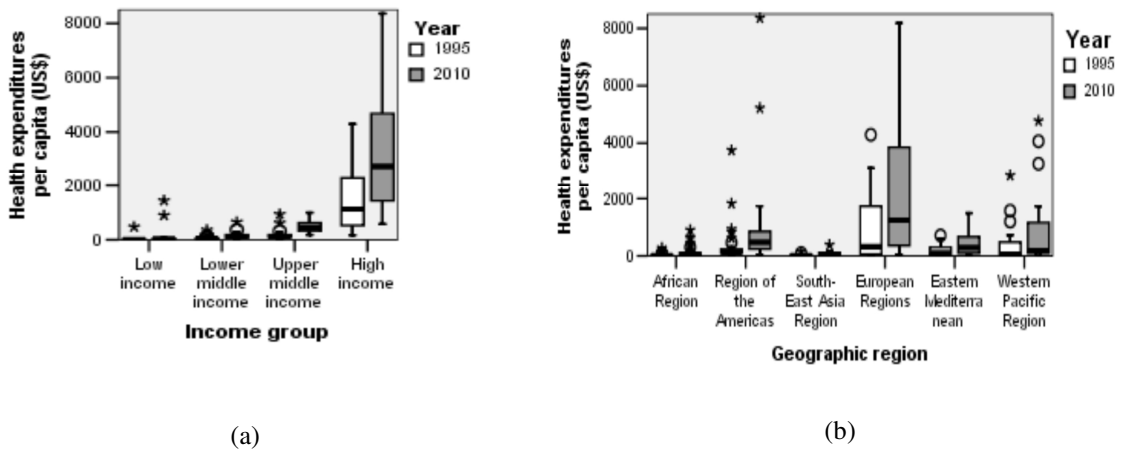 Health expenditures
per capita (US$)
8000
6000
4000
2000
0
Low
income
Lower
middle
income
Upper
middle
income
High
income
Income group
Year
1995
2010
(a)
Health expenditures
per capita (US$)
8000
6000
4000
2000
0
African
Region
Region of
the
Americas
South-
East Asia
Region
European
Regions
Eastern
Mediterra
nean
Western
Pacific
Region
Geographic region
Year
1995
2010
(b)